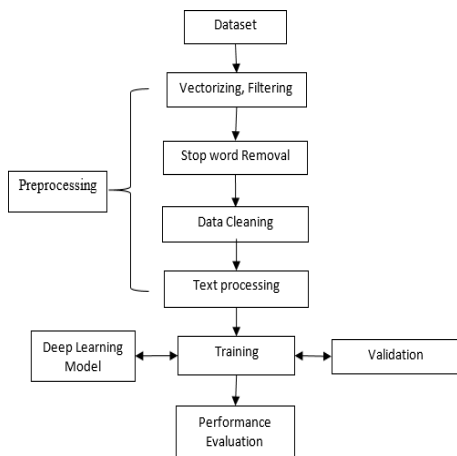 Dataset
Vectorizing, Filtering
Stop word Removal
Preprocessing
Data Cleaning
Text processing
Deep Learning
Model
Training
Validation
Performance
Evaluation